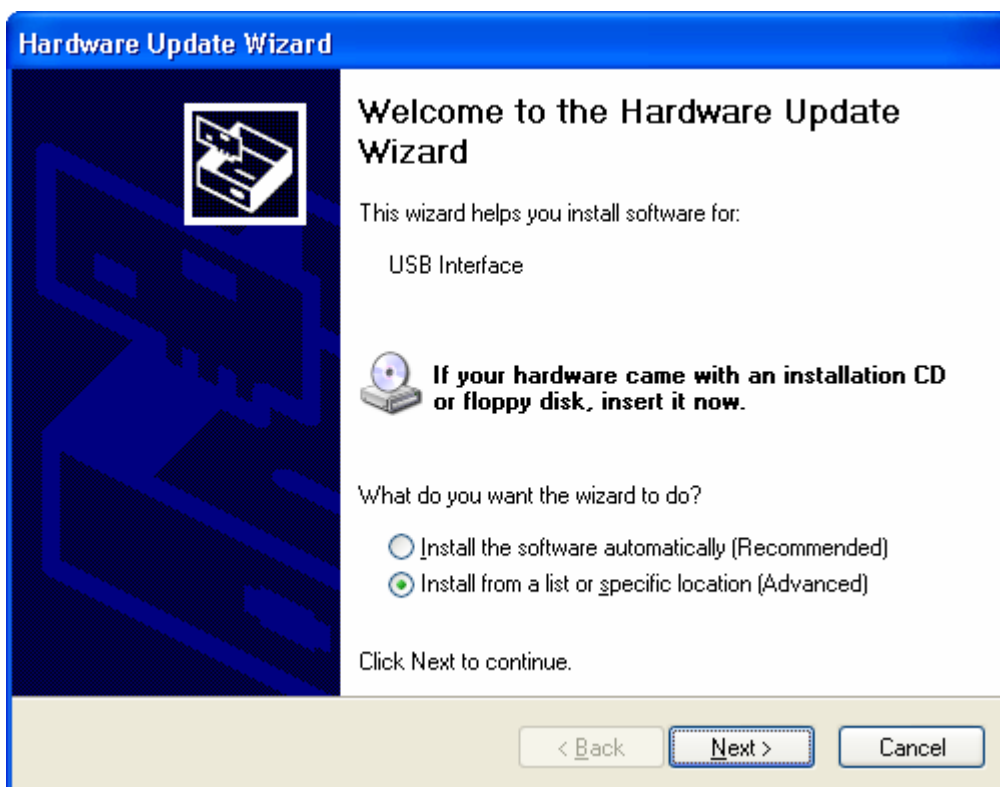 Hardware Update Wizard
Welcome to the Hardware Update
Wizard
This wizard helps you install software for:
USB Interface
If your hardware came with an installation CD
or floppy disk, insert it now.
What do you want the wizard to do?
Install the software automatically (Recommended)
Install from a list or specific location (Advanced)
Click Next to continue.
< Back Next > Cancel